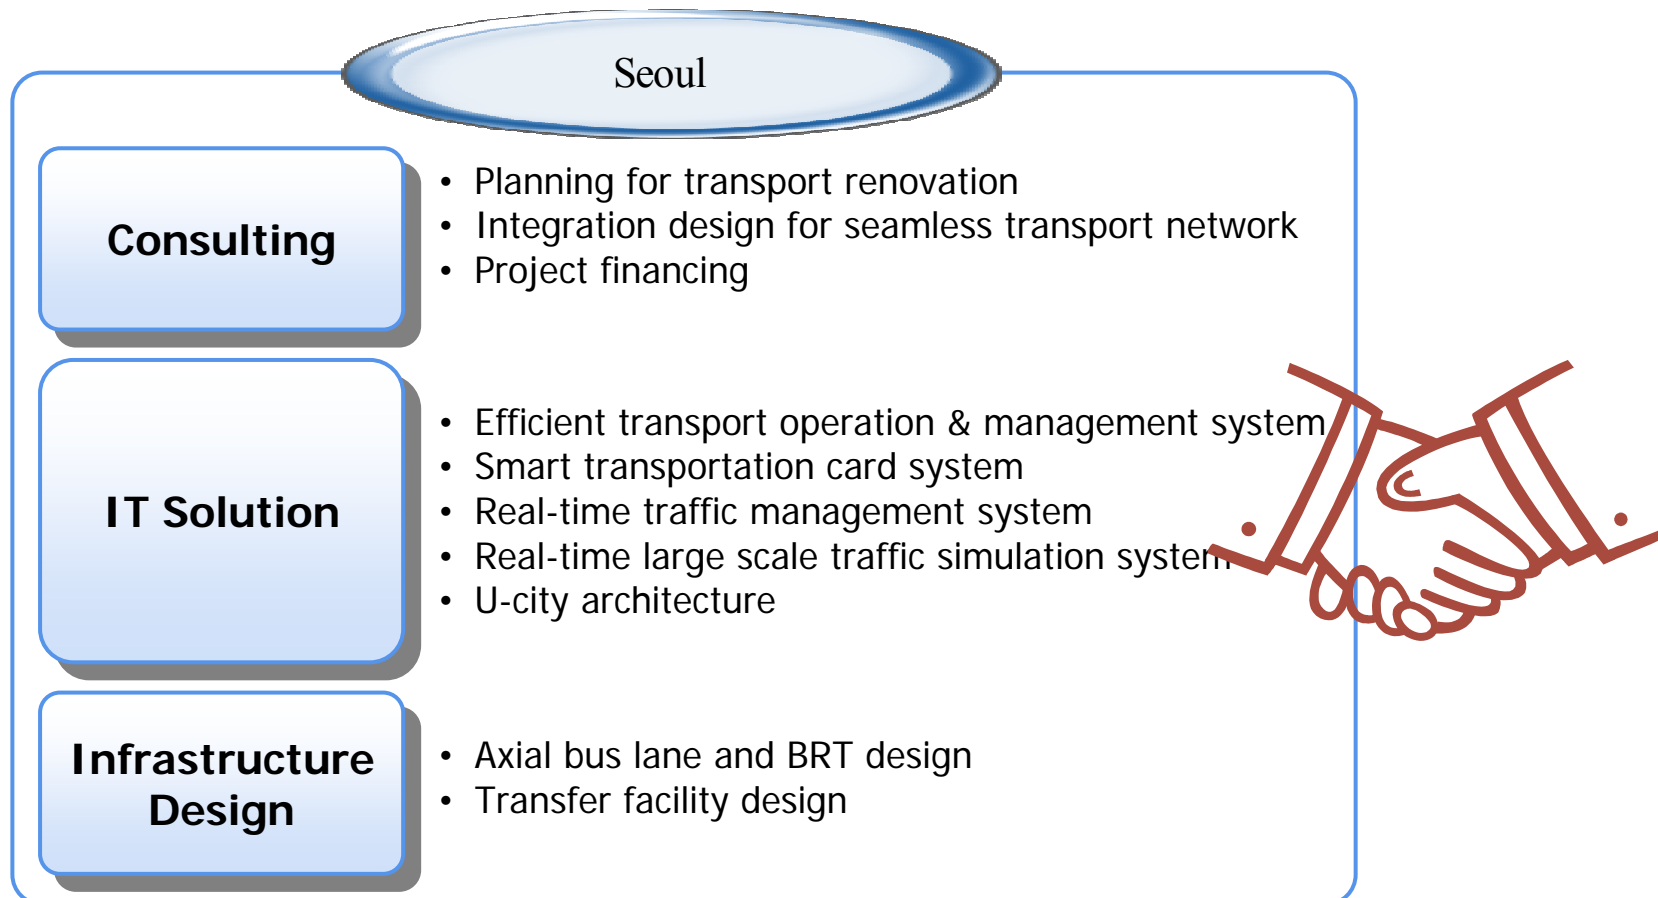 Seoul
Consulting
• Planning for transport renovation
• Integration design for seamless transport network
• Project financing
IT Solution
• Efficient transport operation & management system
• Smart transportation card system
• Real-time traffic management system
• Real-time large scale traffic simulation system
• U-city architecture
Infrastructure
Design
• Axial bus lane and BRT design
• Transfer facility design